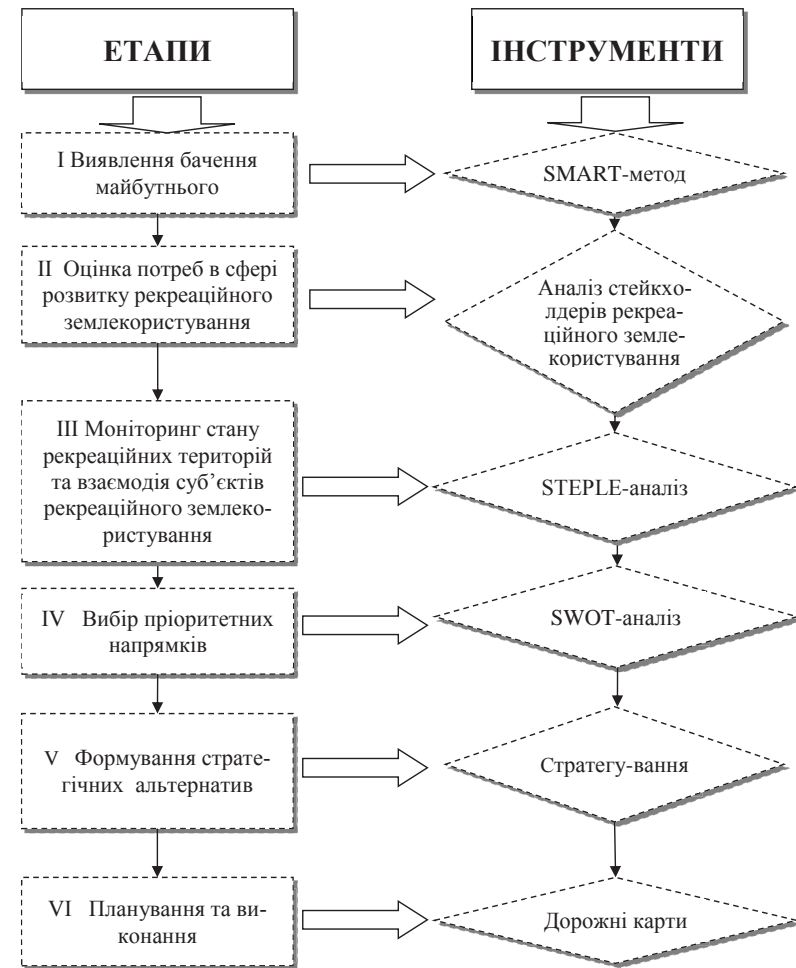 ЕТАПИ
ІНСТРУМЕНТИ
І Виявлення бачення
майбутнього
SMART-метод
ІІ Оцінка потреб в сфері
розвитку рекреаційного
землекористування
Аналіз стейкхо-
лдерів рекреа-
ційного земле-
користування
ІІІ Моніторинг стану
рекреаційних територій
та взаємодія суб’єктів
рекреаційного землеко-
ристування
STEPLE-аналіз
IV Вибір пріоритетних
напрямків
SWOT-аналіз
V Формування страте-
гічних альтернатив
Стратегу-вання
VI Планування та ви-
конання
Дорожні карти